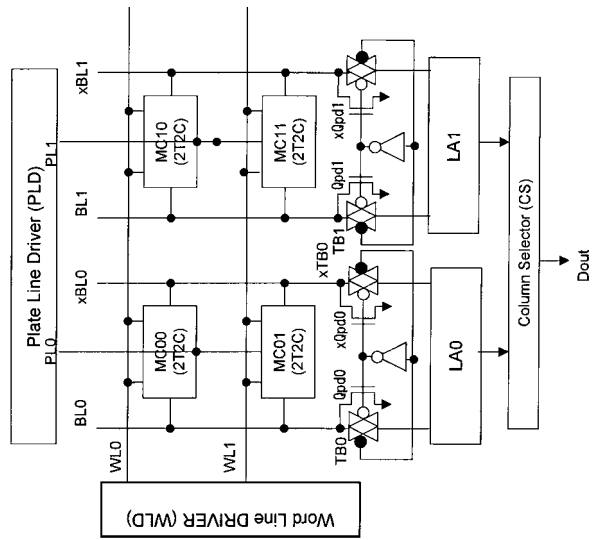 Plate Line Driver (PLD)
BL0
PL0
xBL0
BL1
PL1
xBL1
WL0
MC00
(2T2C)
MC10
(2T2C)
WL1
MC01
(2T2C)
MC11
(2T2C)
Word Line DRIVER (WLD)
TB0
Qpd0
xQpd0
xTB0
TB1
Qpd1
xQpd1
LA0
LA1
Column Selector (CS)
Dout